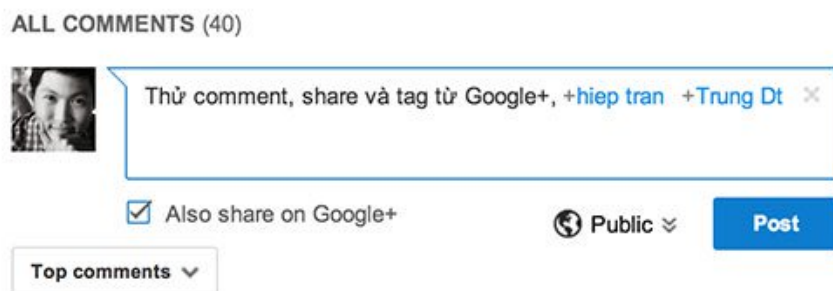 ALL COMMENTS (40)
Thử comment, share và tag từ Google+, +hiep tran +Trung Dt
Also share on Google+
Public
Post
Top comments